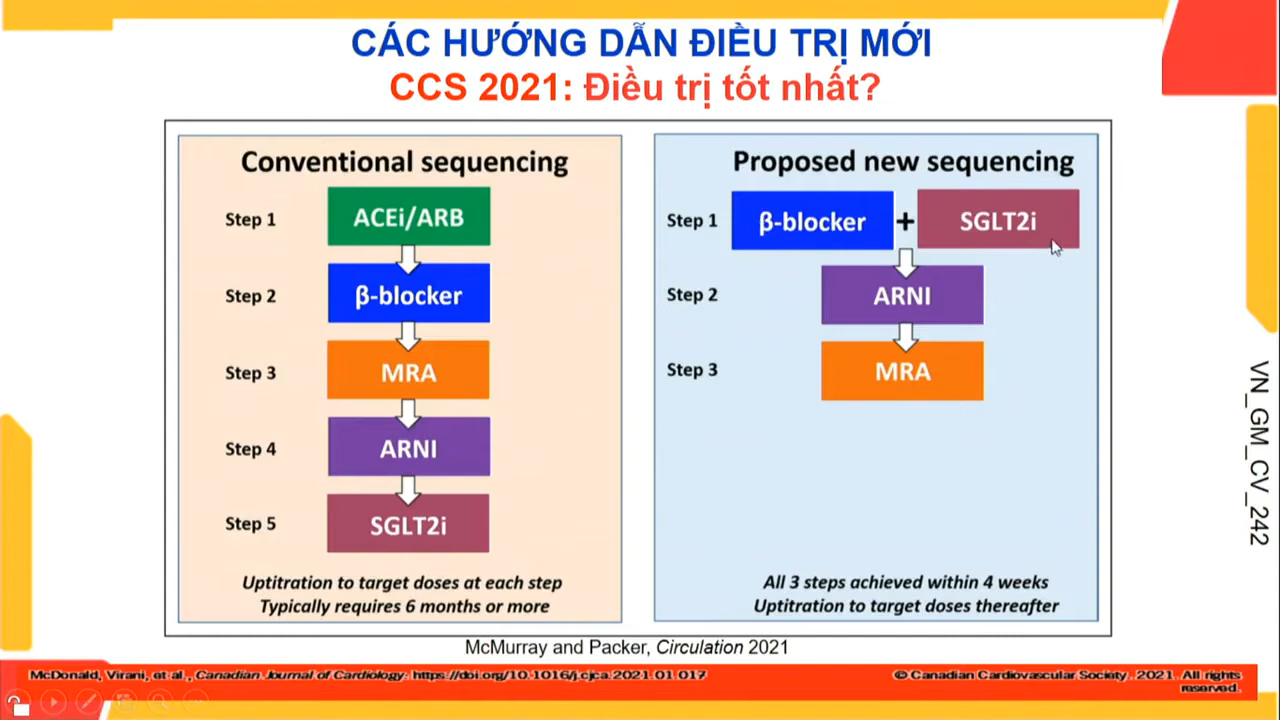 CÁC HƯỚNG DẪN ĐIỀU TRỊ MỚI
CCS 2021: Điều trị tốt nhất?
Conventional sequencing
Step 1
ACEi/ARB
Step 2
β-blocker
Step 3
MRA
Step 4
ARNI
Step 5
SGLT2i
Uptitration to target doses at each step
Typically requires 6 months or more
Proposed new sequencing
Step 1
β-blocker + SGLT2i
Step 2
ARNI
Step 3
MRA
All 3 steps achieved within 4 weeks
Uptitration to target doses thereafter
McMurray and Packer, Circulation 2021
VN_GM_CV_242
McDonald, Virani, et al., Canadian Journal of Cardiology: https://doi.org/10.1016/j.cjca.2021.01.017
© Canadian Cardiovascular Society. 2021. All rights
reserved.